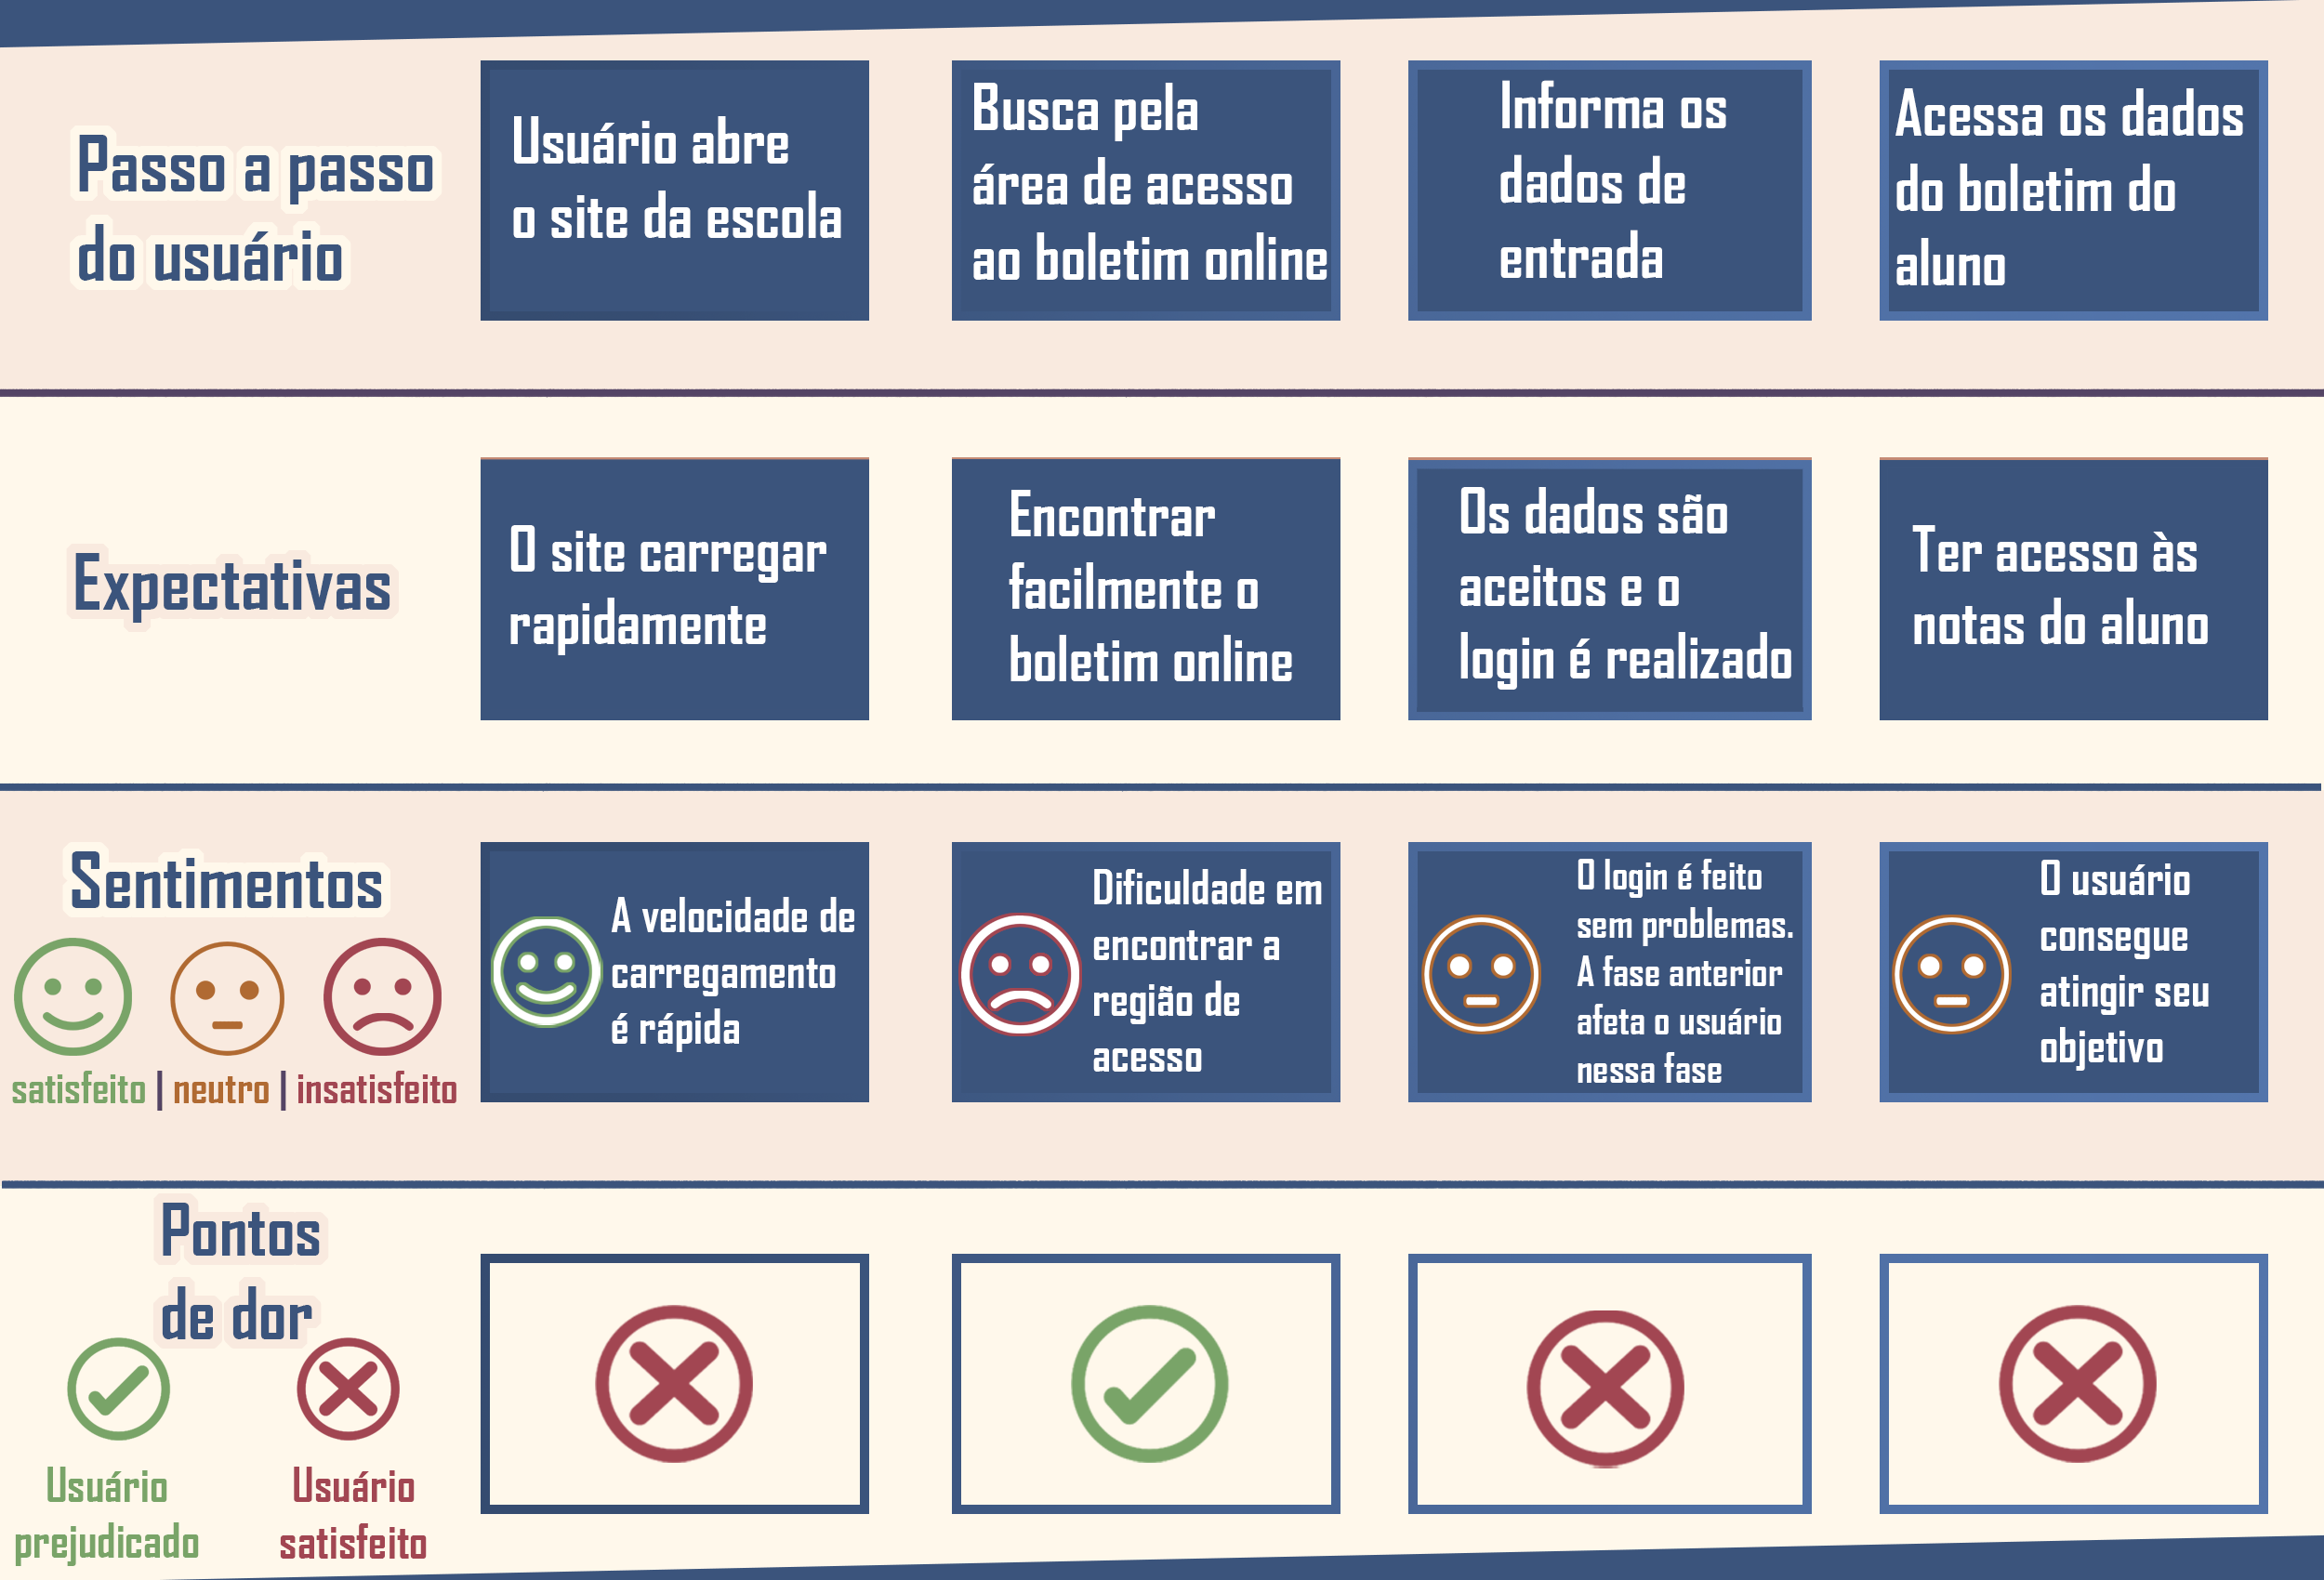 Passo a passo
do usuário
Usuário abre
o site da escola
Busca pela
área de acesso
ao boletim online
Informa os
dados de
entrada
Acessa os dados
do boletim do
aluno
Expectativas
O site carregar
rapidamente
Encontrar
facilmente o
boletim online
Os dados são
aceitos e o
login é realizado
Ter acesso às
notas do aluno
Sentimentos
satisfeito | neutro | insatisfeito
A velocidade de
carregamento
é rápida
Dificuldade em
encontrar a
região de
acesso
O login é feito
sem problemas.
A fase anterior
afeta o usuário
nessa fase
O usuário
consegue
atingir seu
objetivo
Pontos
de dor
Usuário
prejudicado
Usuário
satisfeito